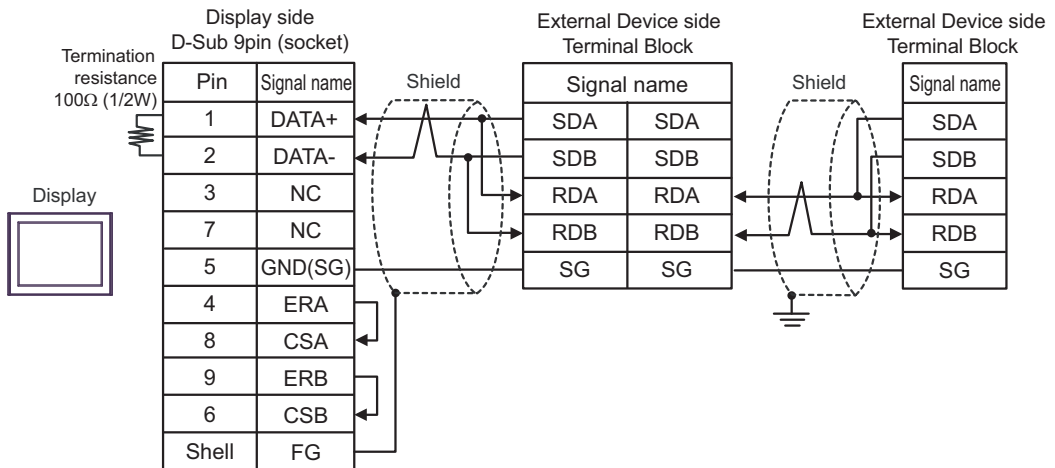 Display side
D-Sub 9pin (socket)
External Device side
Terminal Block
External Device side
Terminal Block
Termination
resistance
100Ω (1/2W)
Pin Signal name
Shield
Signal name
Shield
Signal name
1 DATA+
SDA SDA
SDA
2 DATA-
SDB SDB
SDB
3 NC
RDA RDA
RDA
Display
7 NC
RDB RDB
RDB
5 GND(SG)
SG SG
SG
4 ERA
8 CSA
9 ERB
6 CSB
Shell FG